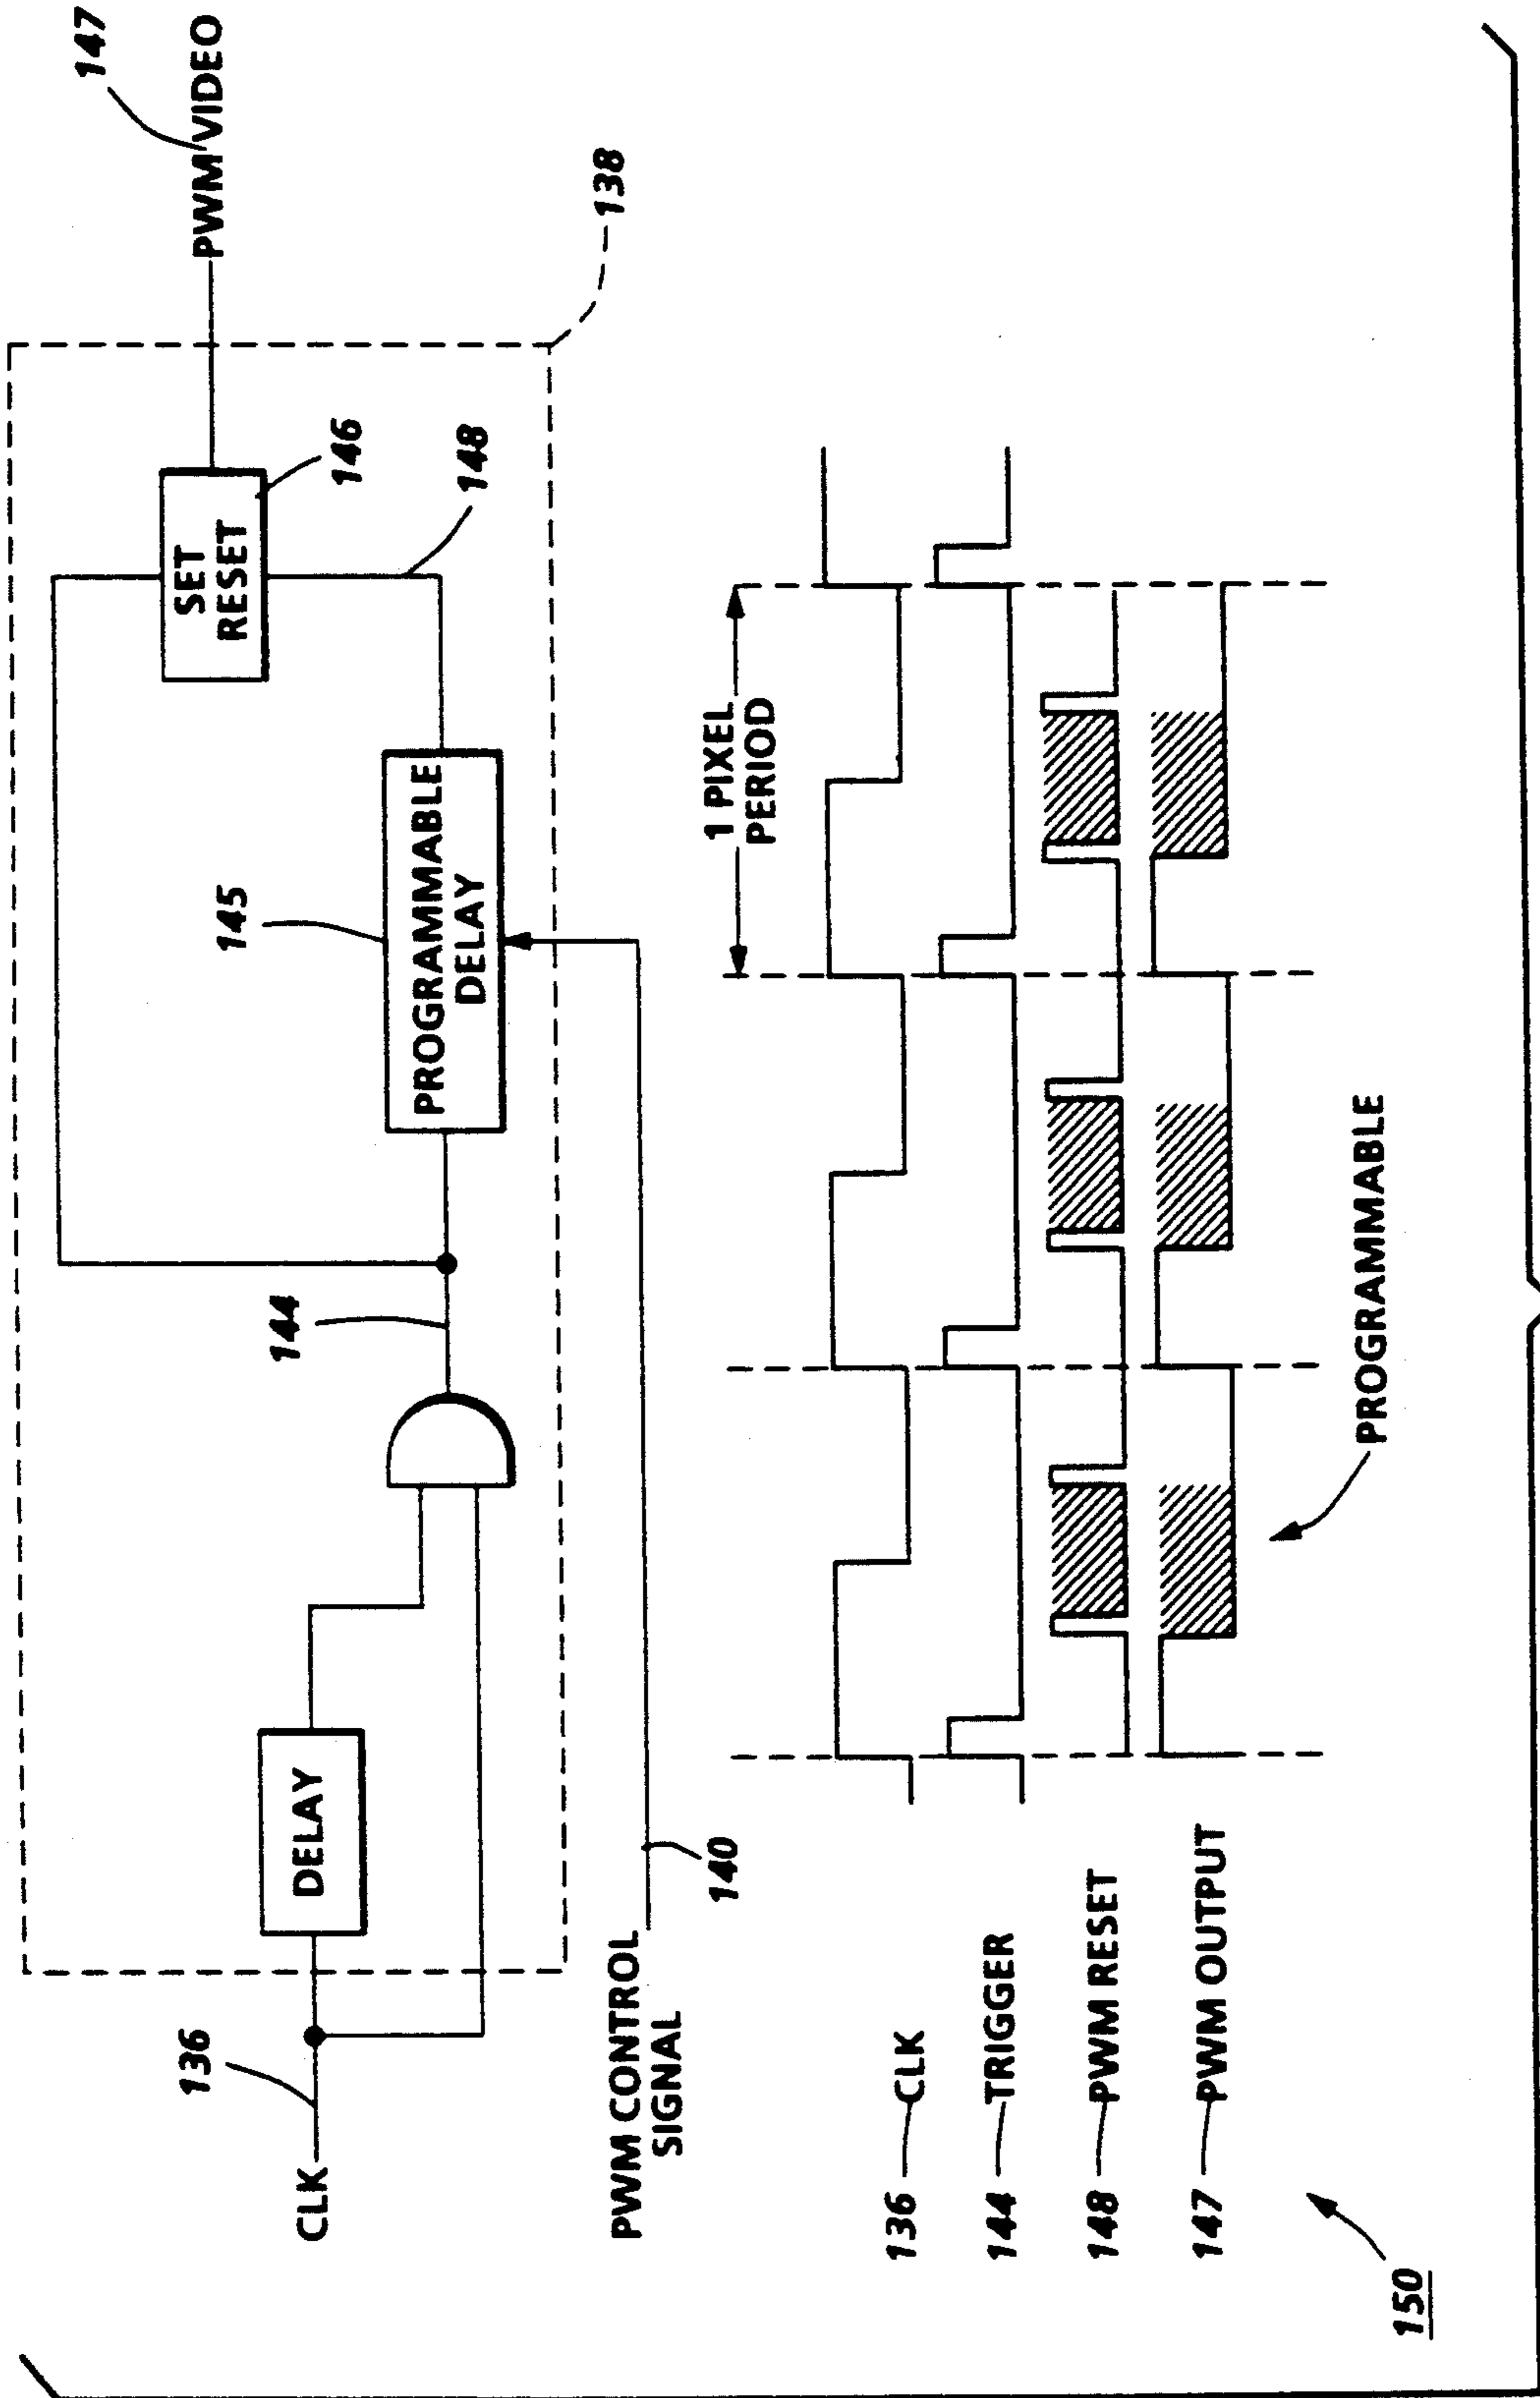 147
PWM VIDEO
138
SET
RESET
146
148
145
PROGRAMMABLE
DELAY
144
DELAY
136
CLK
PWM CONTROL
SIGNAL
140
1 PIXEL
PERIOD
136 CLK
144 TRIGGER
148 PWM RESET
147 PWM OUTPUT
PROGRAMMABLE
150